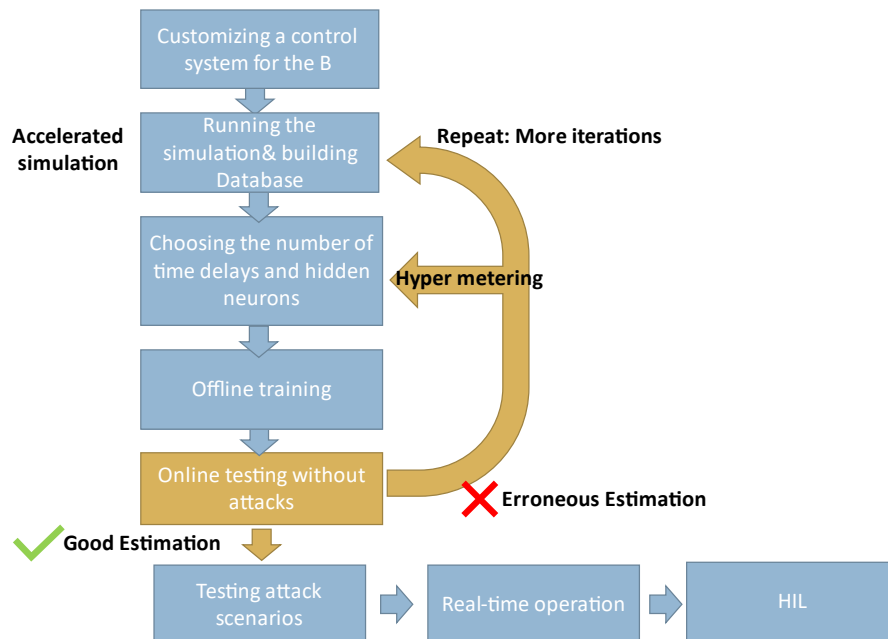 Customizing a control
system for the B
Accelerated
simulation
Running the
simulation& building
Database
Repeat: More iterations
Choosing the number of
time delays and hidden
neurons
Hyper metering
Offline training
Online testing without
attacks
Erroneous Estimation
Good Estimation
Testing attack
scenarios
Real-time operation
HIL